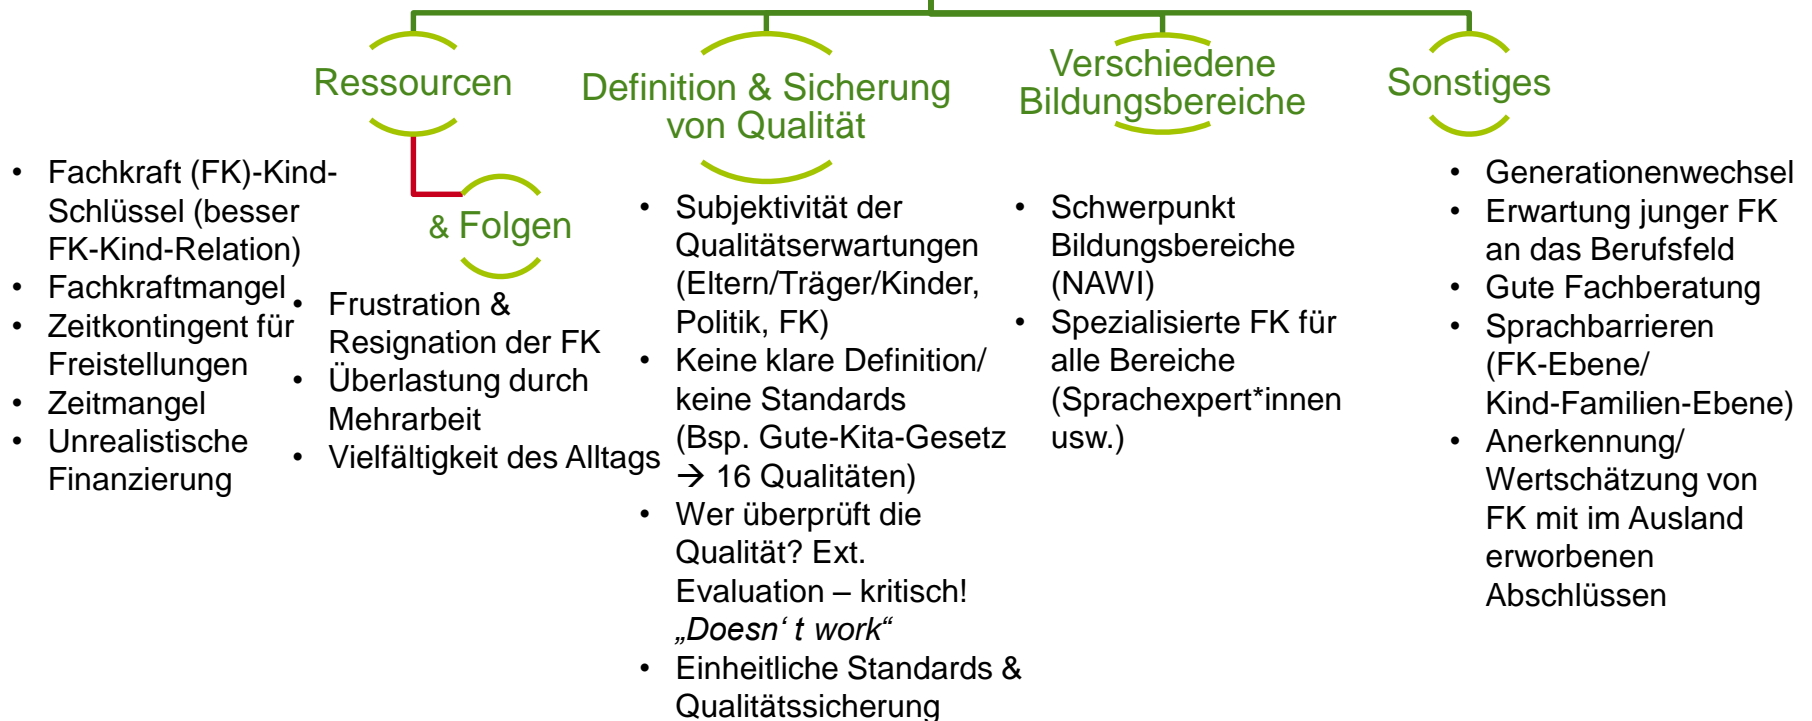 Ressourcen
• Fachkraft (FK)-Kind-
Schlüssel (besser
FK-Kind-Relation)
• Fachkraftmangel
• Zeitkontingent für
Freistellungen
• Zeitmangel
• Unrealistische
Finanzierung
& Folgen
• Frustration &
Resignation der FK
• Überlastung durch
Mehrarbeit
• Vielfältigkeit des Alltags
Definition & Sicherung
von Qualität
• Subjektivität der
Qualitätserwartungen
(Eltern/Träger/Kinder,
Politik, FK)
• Keine klare Definition/
keine Standards
(Bsp. Gute-Kita-Gesetz
→ 16 Qualitäten)
• Wer überprüft die
Qualität? Ext.
Evaluation – kritisch!
„Doesn‘ t work“
• Einheitliche Standards &
Qualitätssicherung
Verschiedene
Bildungsbereiche
• Schwerpunkt
Bildungsbereiche
(NAWI)
• Spezialisierte FK für
alle Bereiche
(Sprachexpert*innen
usw.)
Sonstiges
• Generationenwechsel
• Erwartung junger FK
an das Berufsfeld
• Gute Fachberatung
• Sprachbarrieren
(FK-Ebene/
Kind-Familien-Ebene)
• Anerkennung/
Wertschätzung von
FK mit im Ausland
erworbenen
Abschlüssen